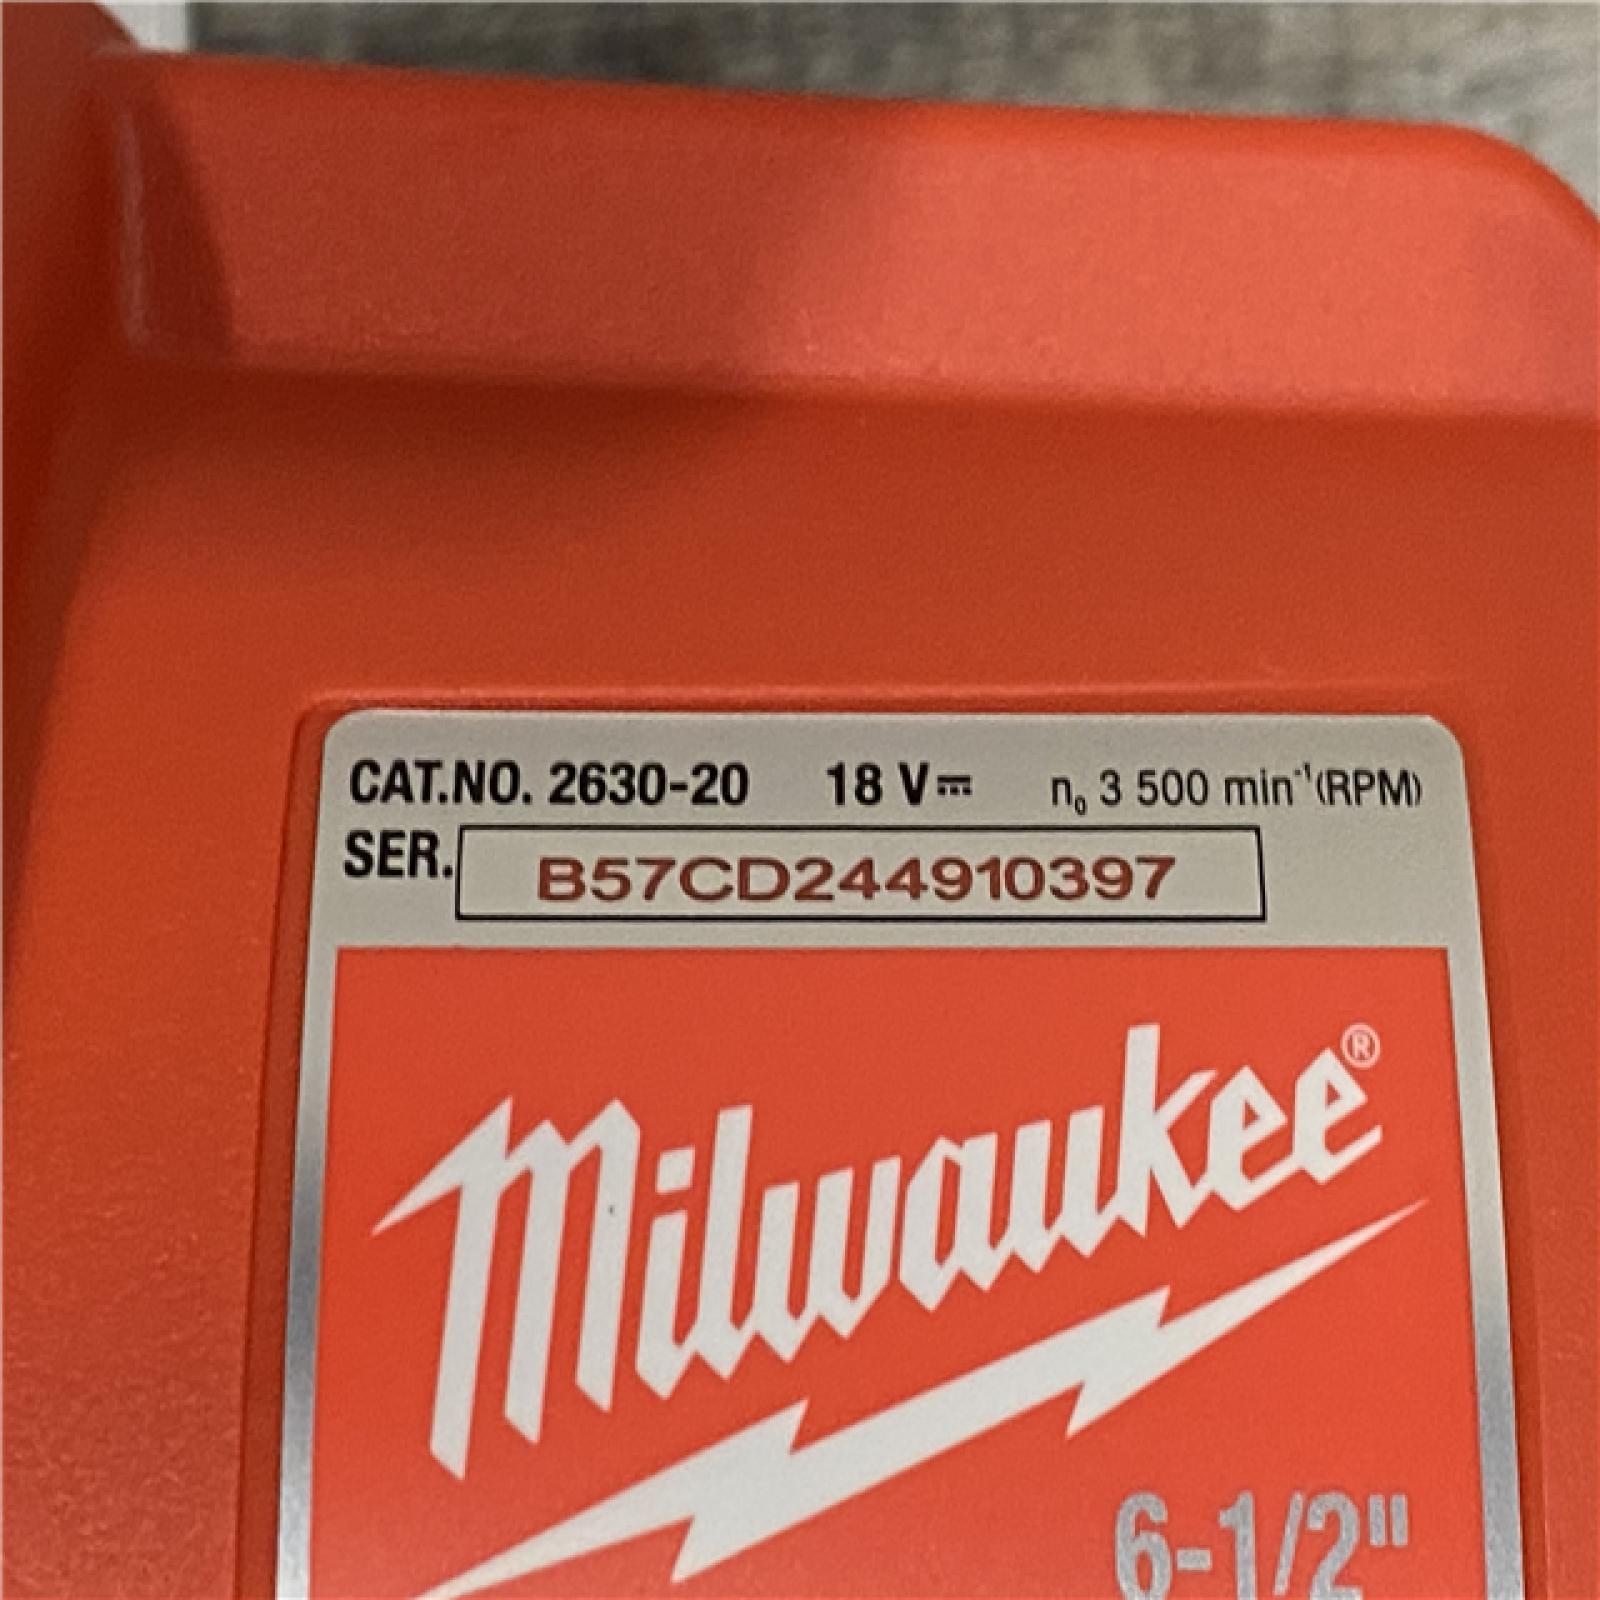 CAT.NO. 2630-20 18 V⎓ n₀ 3 500 min⁻¹(RPM)
SER. B57CD244910397
Milwaukee®
6-1/2"